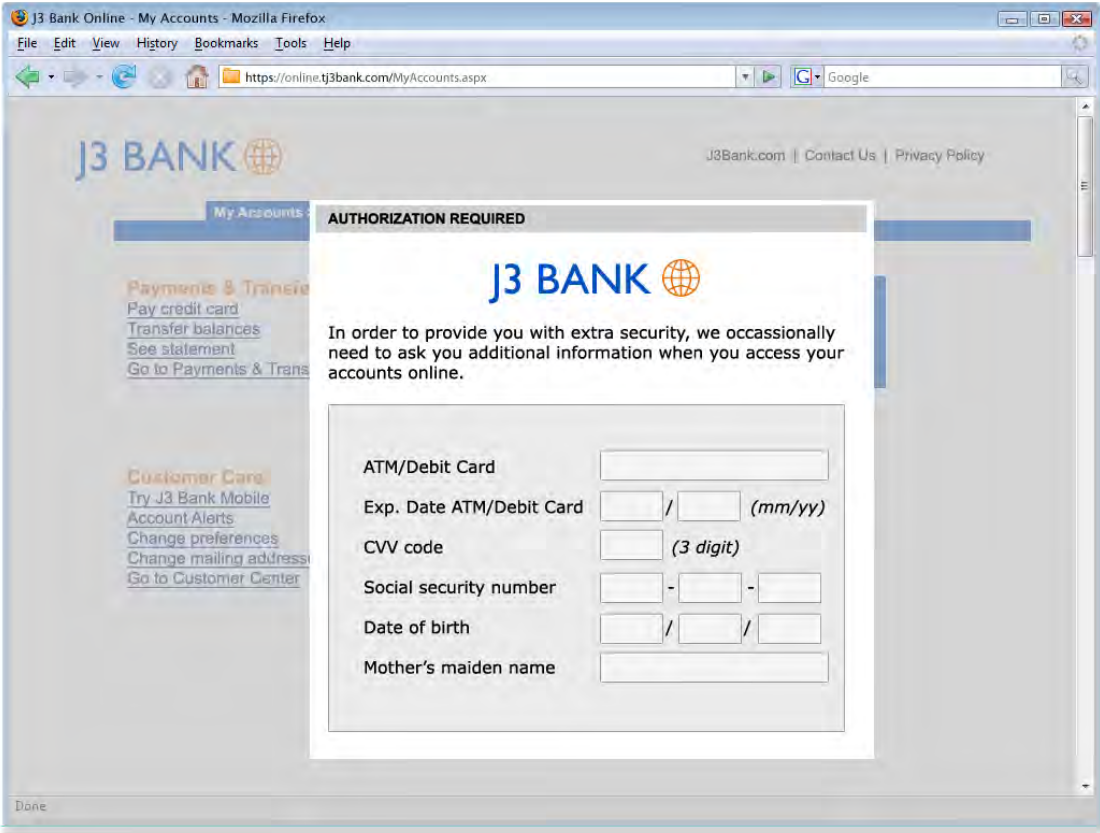 J3 Bank Online - My Accounts - Mozilla Firefox
File Edit View History Bookmarks Tools Help
https://online.tj3bank.com/MyAccounts.aspx
G Google
J3 BANK
J3Bank.com | Contact Us | Privacy Policy
My Accounts
AUTHORIZATION REQUIRED
J3 BANK
In order to provide you with extra security, we occassionally
need to ask you additional information when you access your
accounts online.
Payments & Transfe
Pay credit card
Transfer balances
See statement
Go to Payments & Trans
ATM/Debit Card
Exp. Date ATM/Debit Card / (mm/yy)
CVV code (3 digit)
Social security number - -
Date of birth / /
Mother’s maiden name
Customer Care
Try J3 Bank Mobile
Account Alerts
Change preferences
Change mailing address
Go to Customer Center
Done